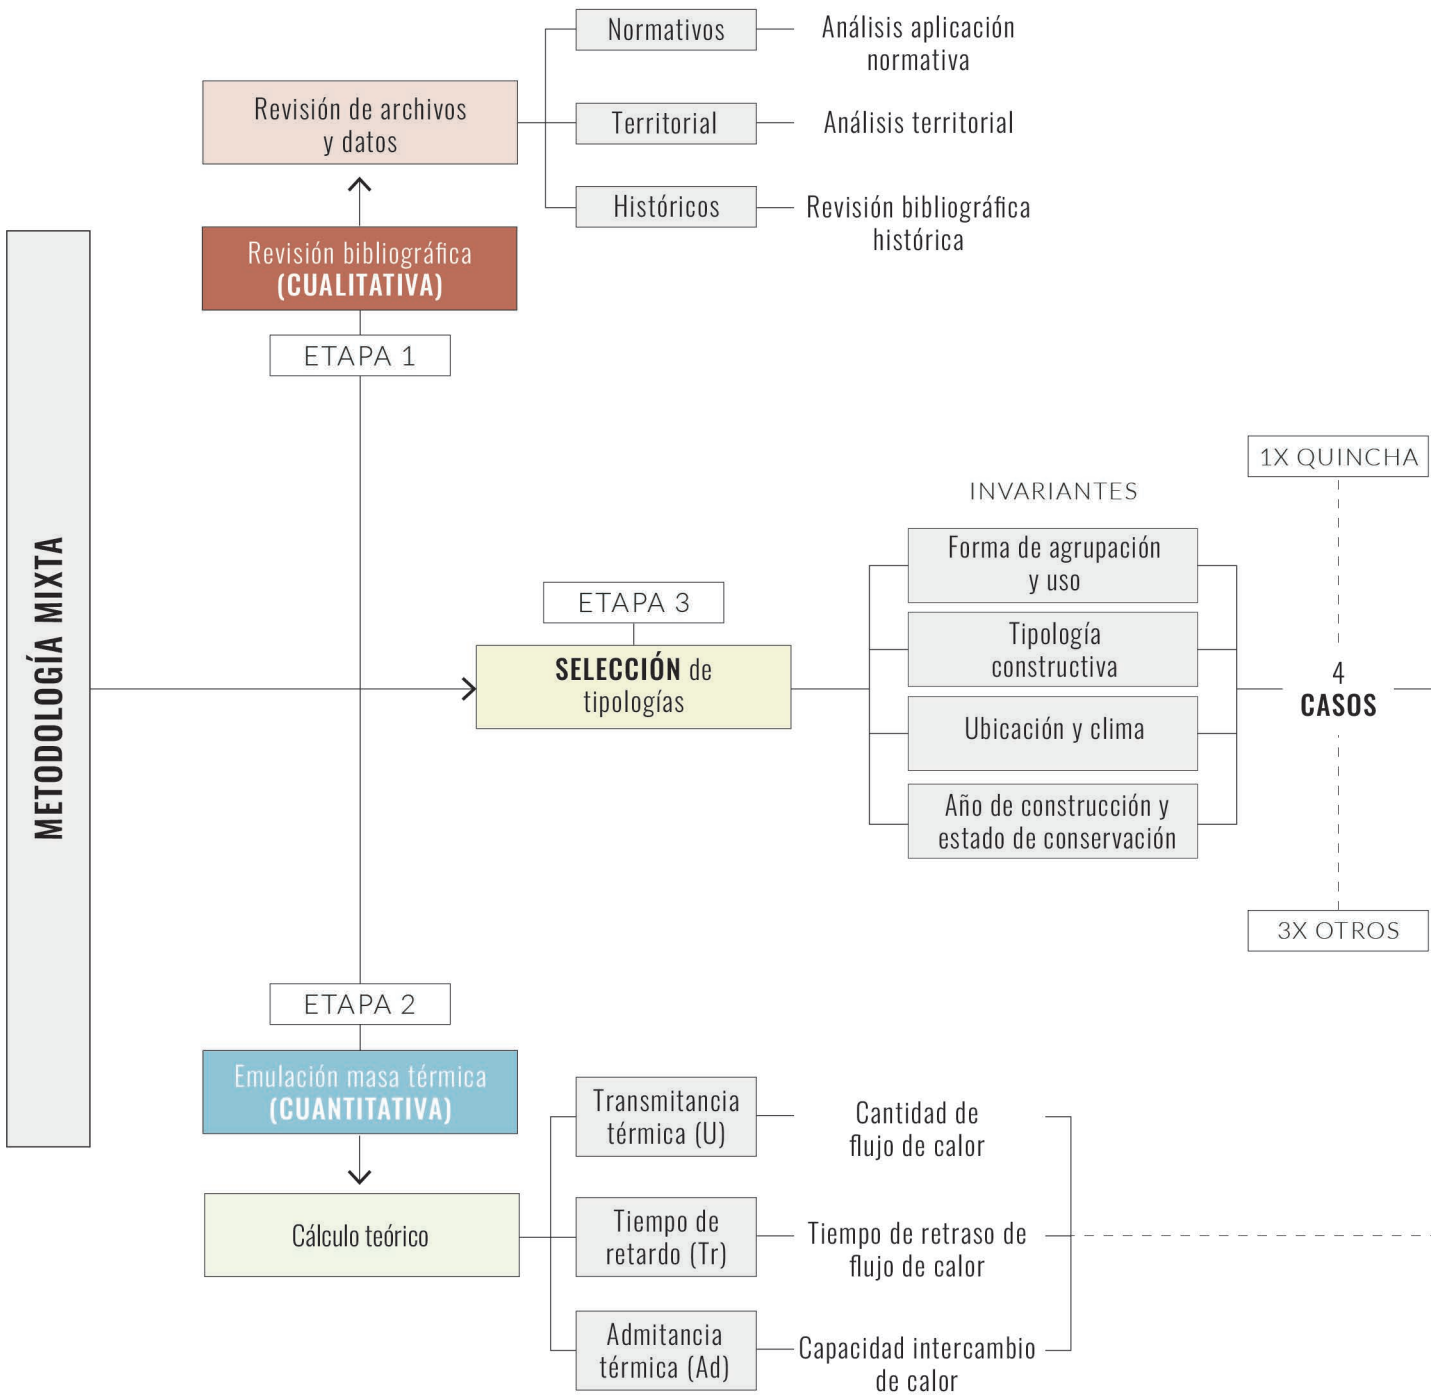 METODOLOGÍA MIXTA
Revisión de archivos
y datos
Normativos
Análisis aplicación
normativa
Territorial
Análisis territorial
Históricos
Revisión bibliográfica
histórica
Revisión bibliográfica
(CUALITATIVA)
ETAPA 1
ETAPA 3
SELECCIÓN de
tipologías
INVARIANTES
Forma de agrupación
y uso
Tipología
constructiva
Ubicación y clima
Año de construcción y
estado de conservación
1X QUINCHA
4
CASOS
3X OTROS
ETAPA 2
Emulación masa térmica
(CUANTITATIVA)
Cálculo teórico
Transmitancia
térmica (U)
Cantidad de
flujo de calor
Tiempo de
retardo (Tr)
Tiempo de retraso de
flujo de calor
Admitancia
térmica (Ad)
Capacidad intercambio
de calor